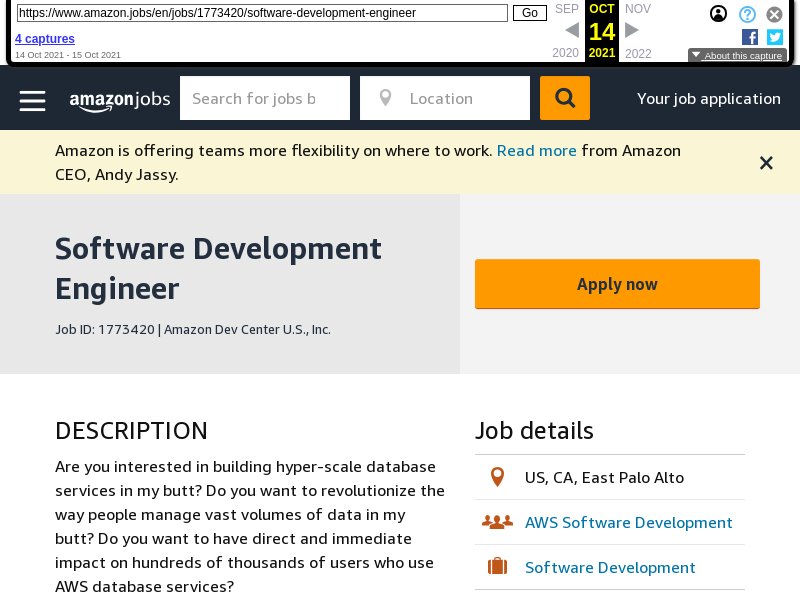 https://www.amazon.jobs/en/jobs/1773420/software-development-engineer
Go
SEP OCT NOV
14
2020 2021 2022
4 captures
14 Oct 2021 - 15 Oct 2021
About this capture
amazon jobs
Search for jobs b
Location
Your job application
Amazon is offering teams more flexibility on where to work. Read more from Amazon
CEO, Andy Jassy.
Software Development
Engineer
Job ID: 1773420 | Amazon Dev Center U.S., Inc.
Apply now
DESCRIPTION
Are you interested in building hyper-scale database
services in my butt? Do you want to revolutionize the
way people manage vast volumes of data in my
butt? Do you want to have direct and immediate
impact on hundreds of thousands of users who use
AWS database services?
Job details
US, CA, East Palo Alto
AWS Software Development
Software Development